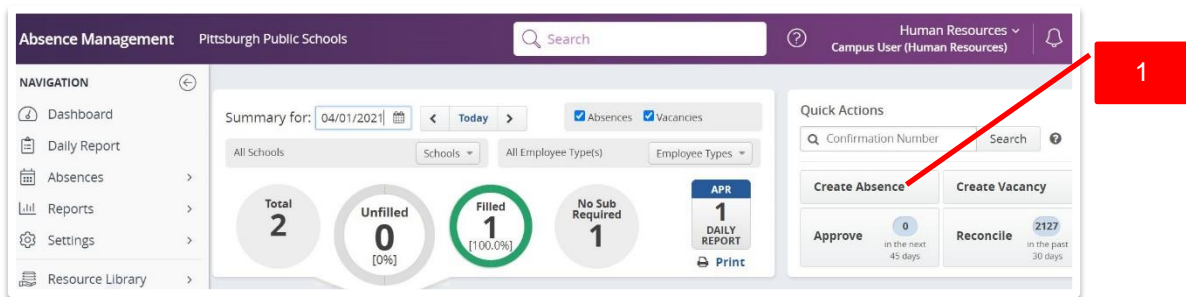 Absence Management Pittsburgh Public Schools Search ? Human Resources
Campus User (Human Resources)
1
NAVIGATION
Dashboard
Daily Report
Absences
Reports
Settings
Resource Library
Summary for: 04/01/2021 < Today > Absences Vacancies
All Schools Schools All Employee Type(s) Employee Types
Total
2
Unfilled
0
[0%]
Filled
1
[100.0%]
No Sub
Required
1
APR
1
DAILY
REPORT
Print
Quick Actions
Confirmation Number Search ?
Create Absence Create Vacancy
Approve 0
in the next
45 days
Reconcile 2127
in the past
30 days